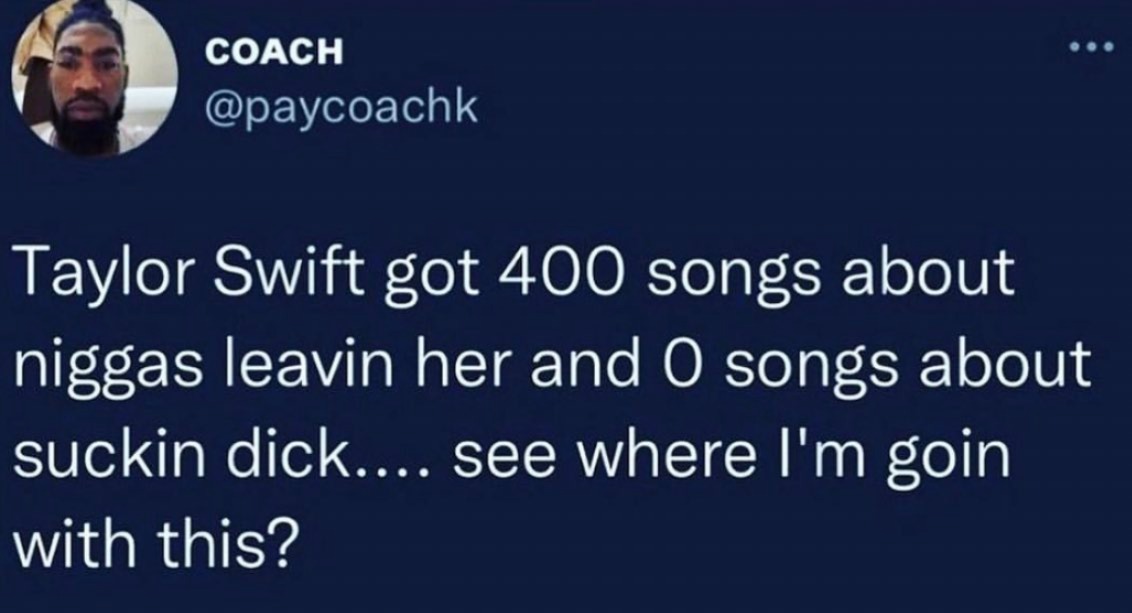 COACH
@paycoachk
Taylor Swift got 400 songs about
niggas leavin her and 0 songs about
suckin dick.... see where I'm goin
with this?